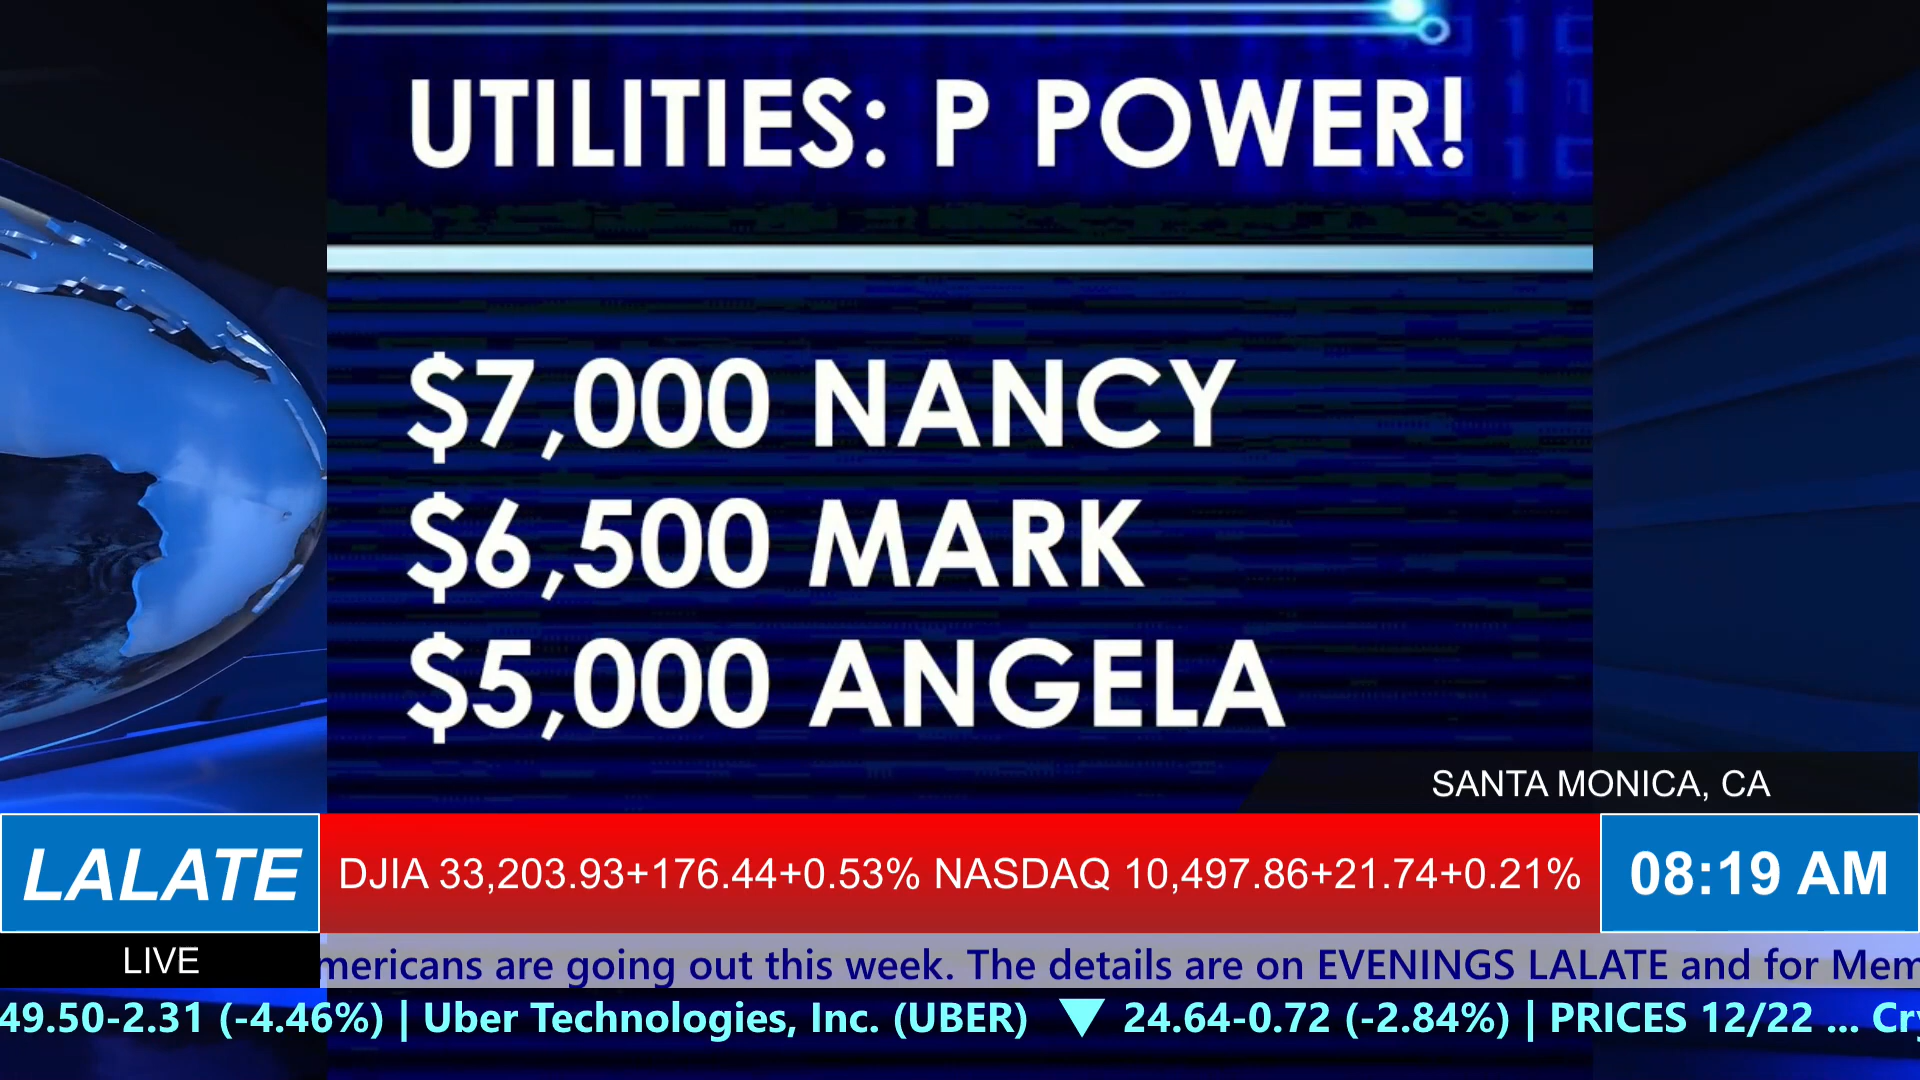 UTILITIES: P POWER!
$7,000 NANCY
$6,500 MARK
$5,000 ANGELA
SANTA MONICA, CA
LALATE
DJIA 33,203.93+176.44+0.53% NASDAQ 10,497.86+21.74+0.21%
08:19 AM
LIVE
mericans are going out this week. The details are on EVENINGS LALATE and for Mem
49.50-2.31 (-4.46%) | Uber Technologies, Inc. (UBER) ▼ 24.64-0.72 (-2.84%) | PRICES 12/22 ... Cry